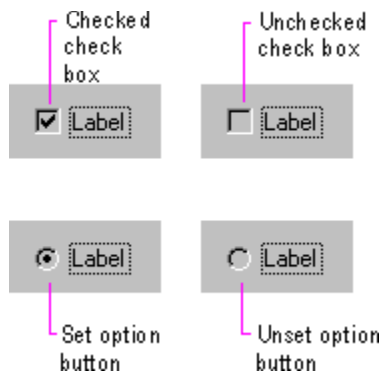 Checked
check
box
Unchecked
check box
Label
Label
Label
Label
Set option
button
Unset option
button